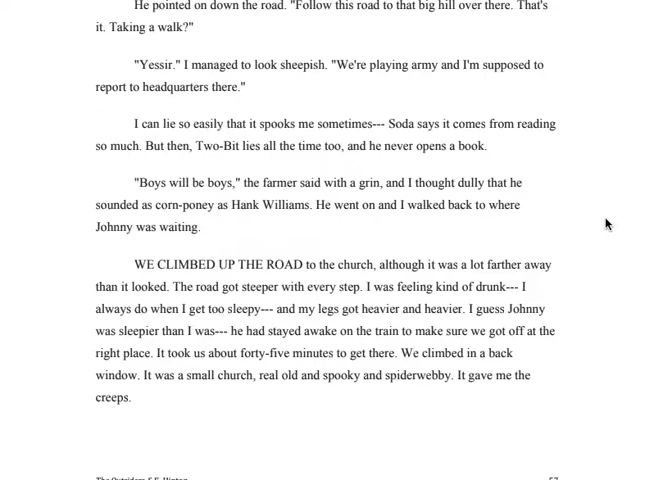 He pointed on down the road. "Follow this road to that big hill over there. That's
it. Taking a walk?"
"Yessir." I managed to look sheepish. "We're playing army and I'm supposed to
report to headquarters there."
I can lie so easily that it spooks me sometimes--- Soda says it comes from reading
so much. But then, Two-Bit lies all the time too, and he never opens a book.
"Boys will be boys," the farmer said with a grin, and I thought dully that he
sounded as corn-poney as Hank Williams. He went on and I walked back to where
Johnny was waiting.
WE CLIMBED UP THE ROAD to the church, although it was a lot farther away
than it looked. The road got steeper with every step. I was feeling kind of drunk--- I
always do when I get too sleepy--- and my legs got heavier and heavier. I guess Johnny
was sleepier than I was--- he had stayed awake on the train to make sure we got off at the
right place. It took us about forty-five minutes to get there. We climbed in a back
window. It was a small church, real old and spooky and spiderwebby. It gave me the
creeps.
The Outsiders S.E. Hinton